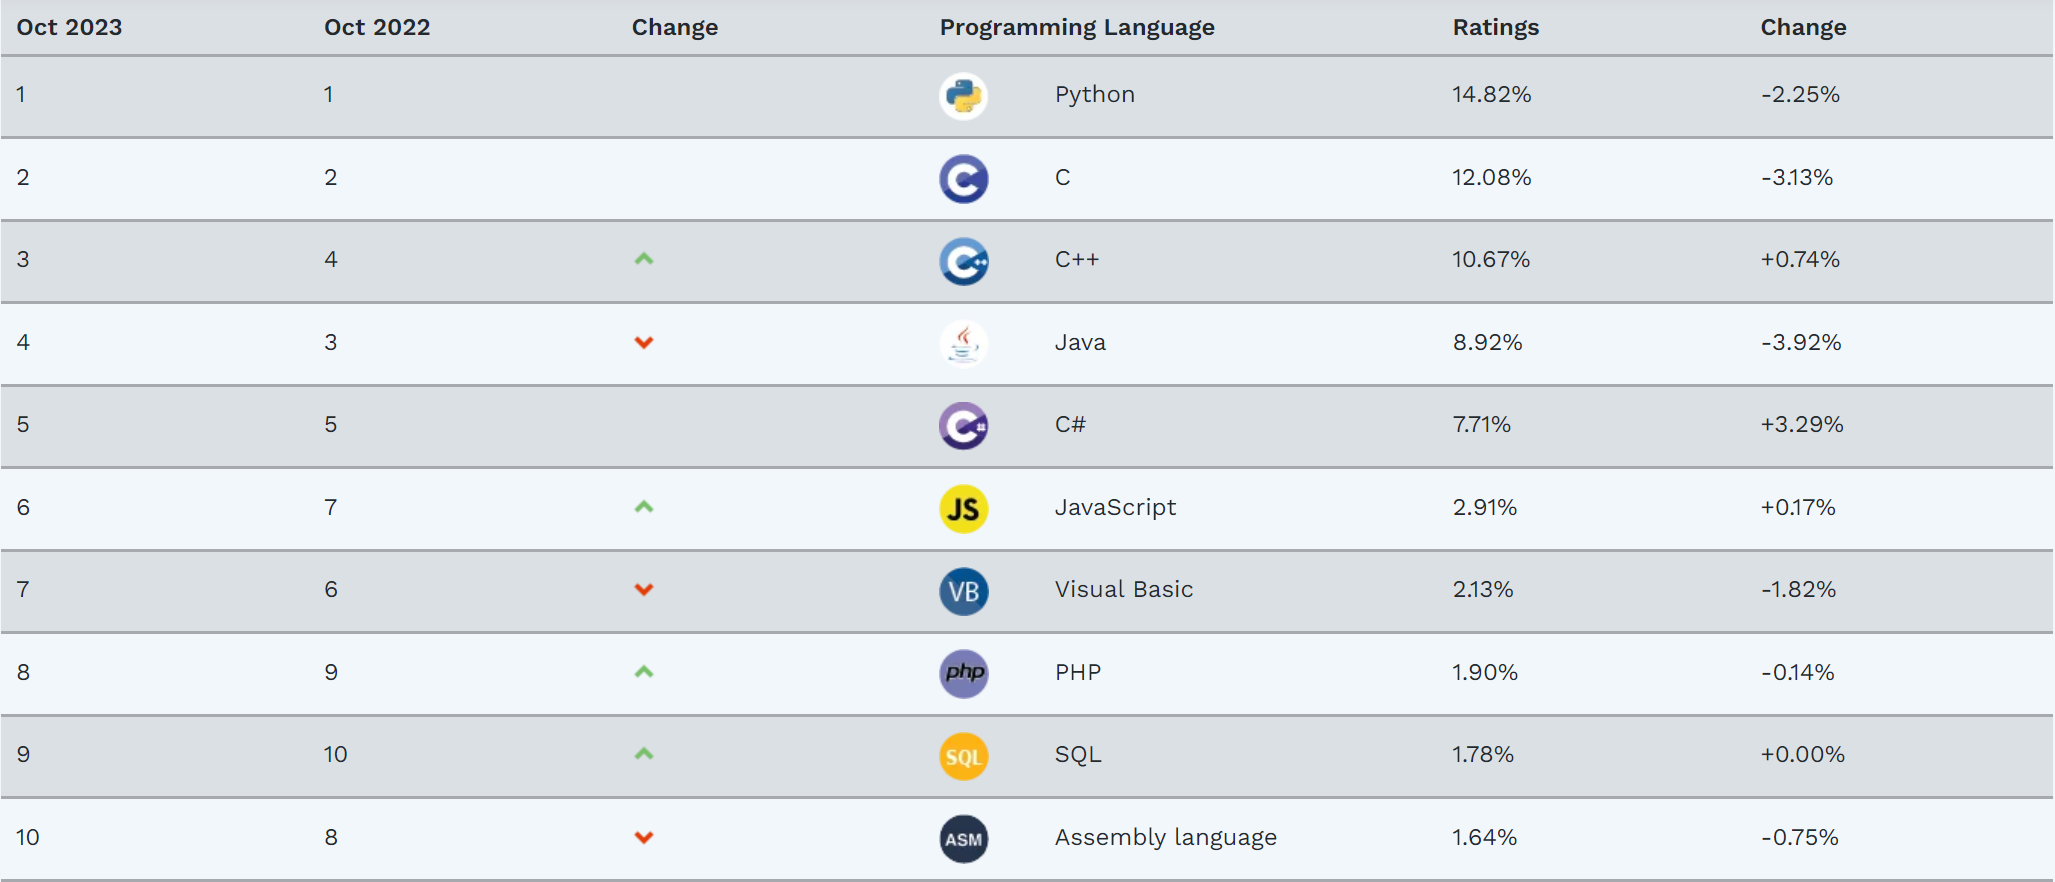 Oct 2023 Oct 2022 Change Programming Language Ratings Change
1 1 Python 14.82% -2.25%
2 2 C C 12.08% -3.13%
3 4 C++ C++ 10.67% +0.74%
4 3 Java 8.92% -3.92%
5 5 C# C# 7.71% +3.29%
6 7 JS JavaScript 2.91% +0.17%
7 6 VB Visual Basic 2.13% -1.82%
8 9 php PHP 1.90% -0.14%
9 10 SQL SQL 1.78% +0.00%
10 8 ASM Assembly language 1.64% -0.75%